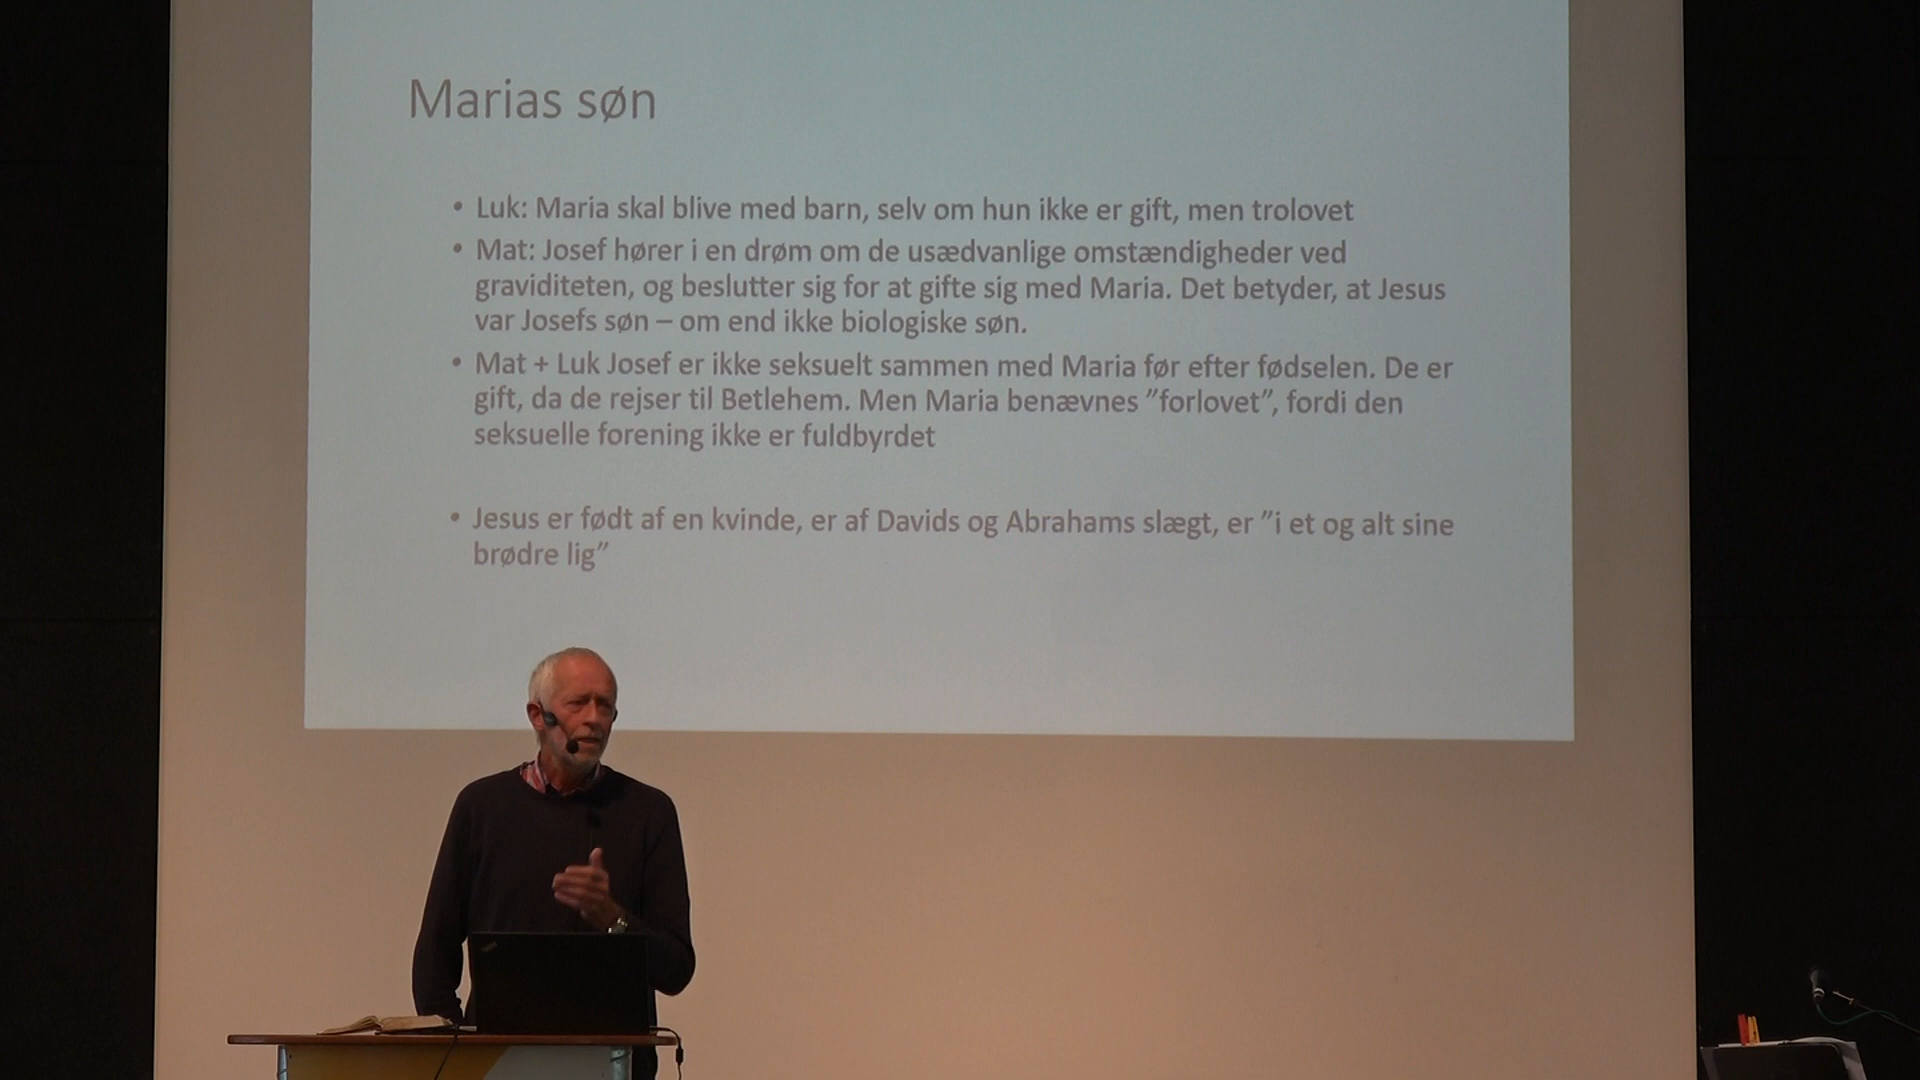 Marias søn
• Luk: Maria skal blive med barn, selv om hun ikke er gift, men trolovet
• Mat: Josef hører i en drøm om de usædvanlige omstændigheder ved
graviditeten, og beslutter sig for at gifte sig med Maria. Det betyder, at Jesus
var Josefs søn – om end ikke biologiske søn.
• Mat + Luk Josef er ikke seksuelt sammen med Maria før efter fødselen. De er
gift, da de rejser til Betlehem. Men Maria benævnes ”forlovet”, fordi den
seksuelle forening ikke er fuldbyrdet
• Jesus er født af en kvinde, er af Davids og Abrahams slægt, er ”i et og alt sine
brødre lig”